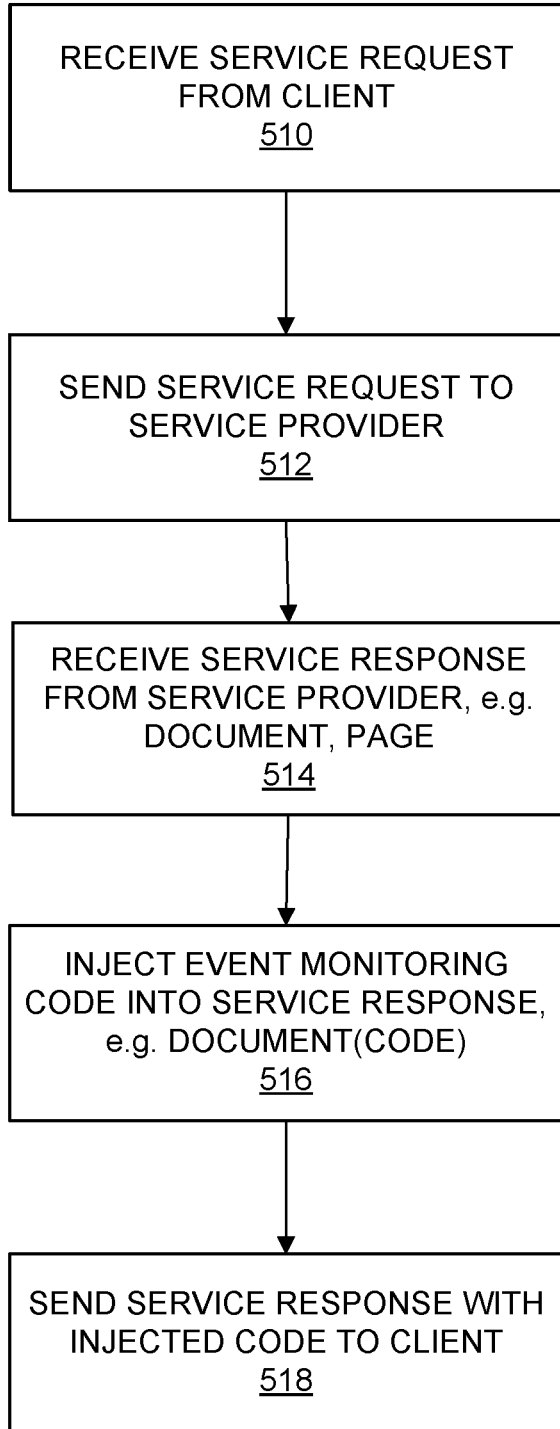 RECEIVE SERVICE REQUEST
FROM CLIENT
510
SEND SERVICE REQUEST TO
SERVICE PROVIDER
512
RECEIVE SERVICE RESPONSE
FROM SERVICE PROVIDER, e.g.
DOCUMENT, PAGE
514
INJECT EVENT MONITORING
CODE INTO SERVICE RESPONSE,
e.g. DOCUMENT(CODE)
516
SEND SERVICE RESPONSE WITH
INJECTED CODE TO CLIENT
518